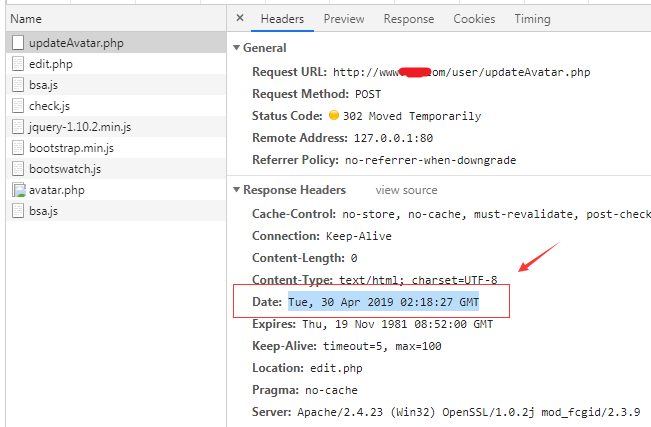 Name
updateAvatar.php
edit.php
bsa.js
check.js
jquery-1.10.2.min.js
bootstrap.min.js
bootswatch.js
avatar.php
bsa.js
× Headers Preview Response Cookies Timing
General
Request URL: http://www .com/user/updateAvatar.php
Request Method: POST
Status Code: 302 Moved Temporarily
Remote Address: 127.0.0.1:80
Referrer Policy: no-referrer-when-downgrade
Response Headers view source
Cache-Control: no-store, no-cache, must-revalidate, post-check
Connection: Keep-Alive
Content-Length: 0
Content-Type: text/html; charset=UTF-8
Date: Tue, 30 Apr 2019 02:18:27 GMT
Expires: Thu, 19 Nov 1981 08:52:00 GMT
Keep-Alive: timeout=5, max=100
Location: edit.php
Pragma: no-cache
Server: Apache/2.4.23 (Win32) OpenSSL/1.0.2j mod_fcgid/2.3.9